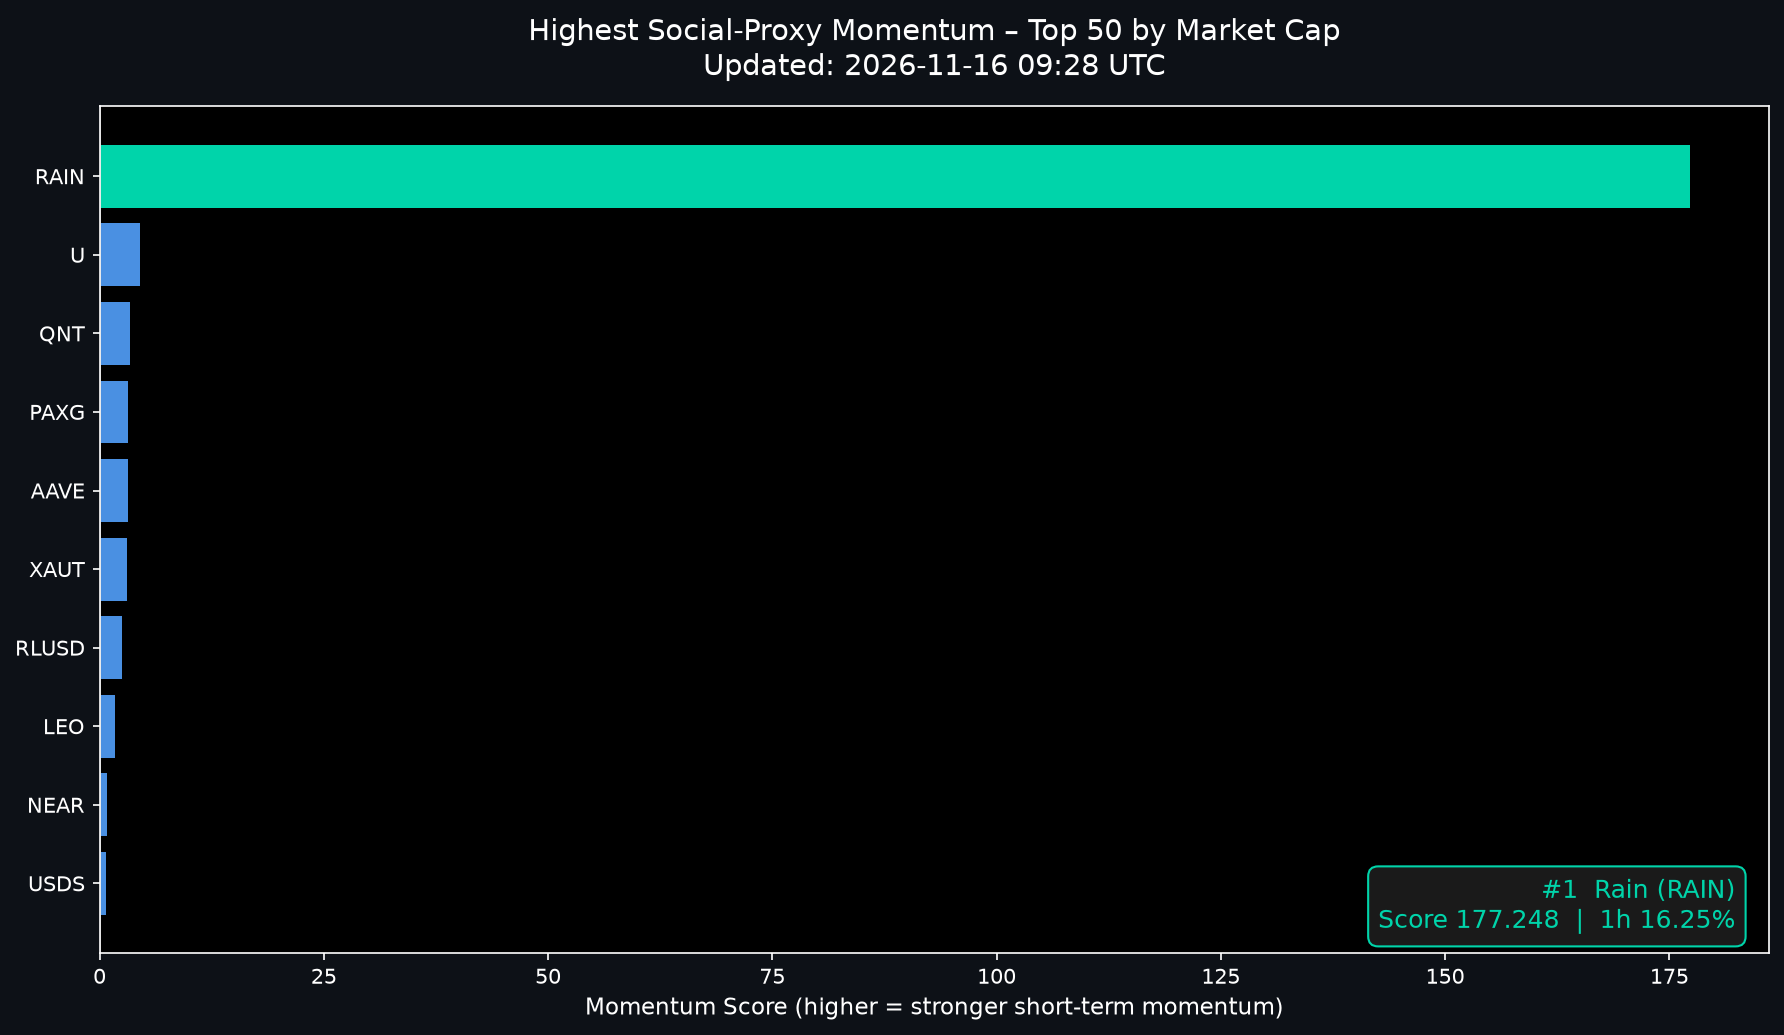 Highest Social-Proxy Momentum – Top 50 by Market Cap
Updated: 2026-11-16 09:28 UTC
RAIN
U
QNT
PAXG
AAVE
XAUT
RLUSD
LEO
NEAR
USDS
#1 Rain (RAIN)
Score 177.248 | 1h 16.25%
0 25 50 75 100 125 150 175
Momentum Score (higher = stronger short-term momentum)